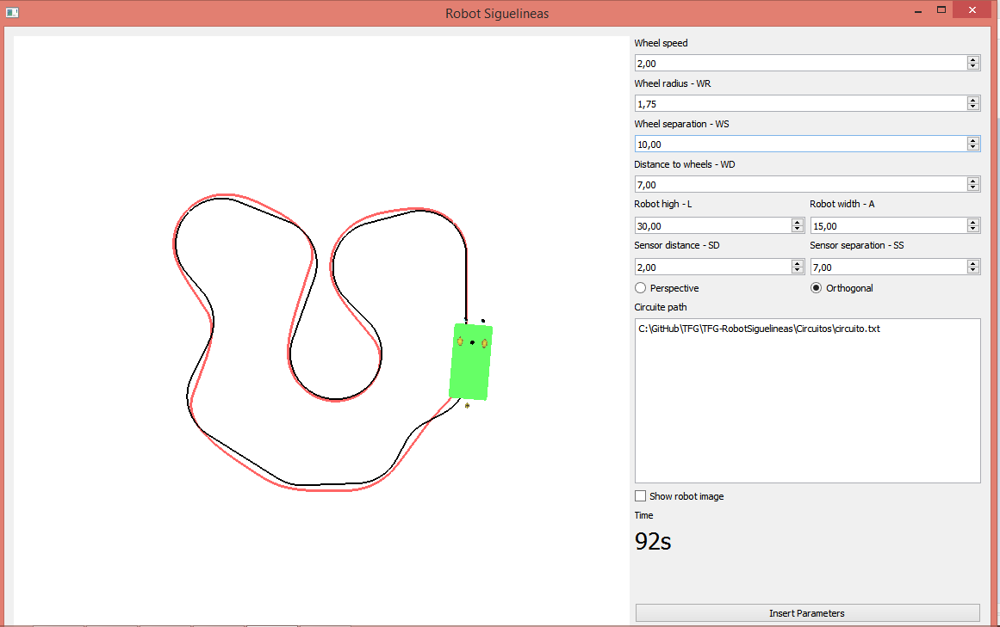 Robot Siguelineas
Wheel speed
2,00
Wheel radius - WR
1,75
Wheel separation - WS
10,00
Distance to wheels - WD
7,00
Robot high - L
Robot width - A
30,00
15,00
Sensor distance - SD
Sensor separation - SS
2,00
7,00
Perspective
Orthogonal
Circuite path
C:\GitHub\TFG\TFG-RobotSiguelineas\Circuitos\circuito.txt
Show robot image
Time
92s
Insert Parameters